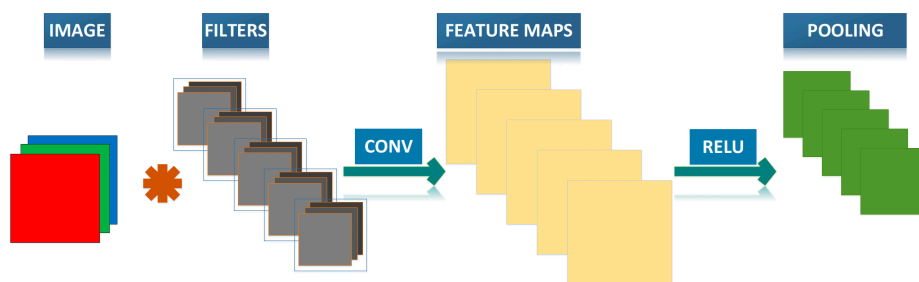 IMAGE
FILTERS
FEATURE MAPS
POOLING
CONV
RELU